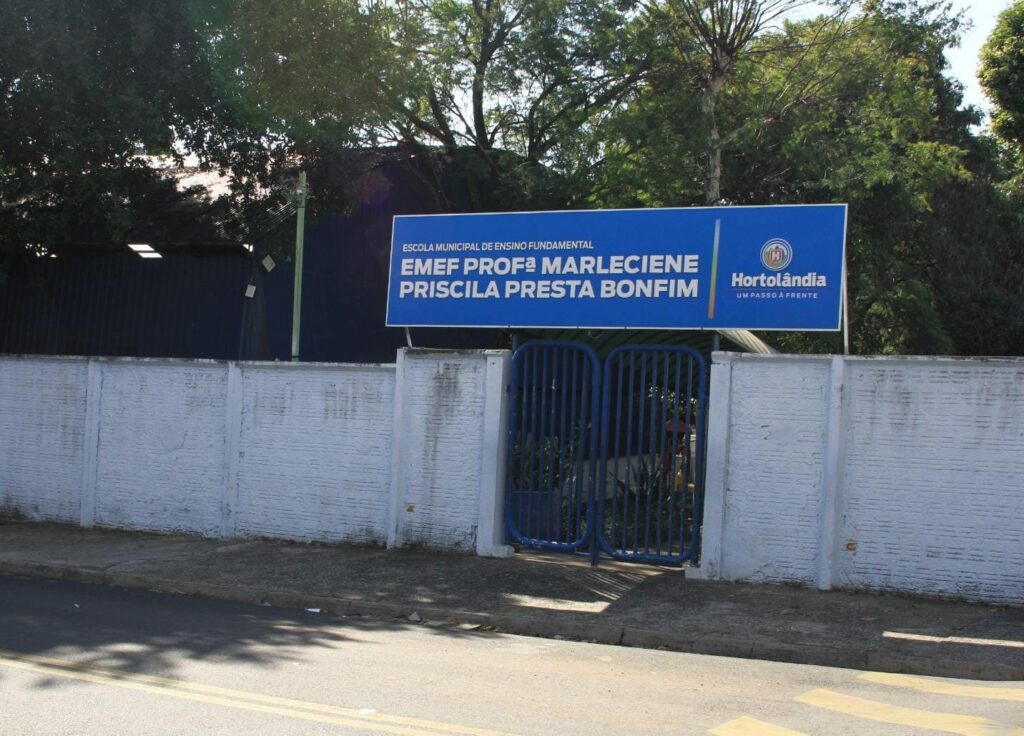 ESCOLA MUNICIPAL DE ENSINO FUNDAMENTAL
EMEF PROFª MARLECIENE
PRISCILA PRESTA BONFIM
H
Hortolândia
UM PASSO À FRENTE